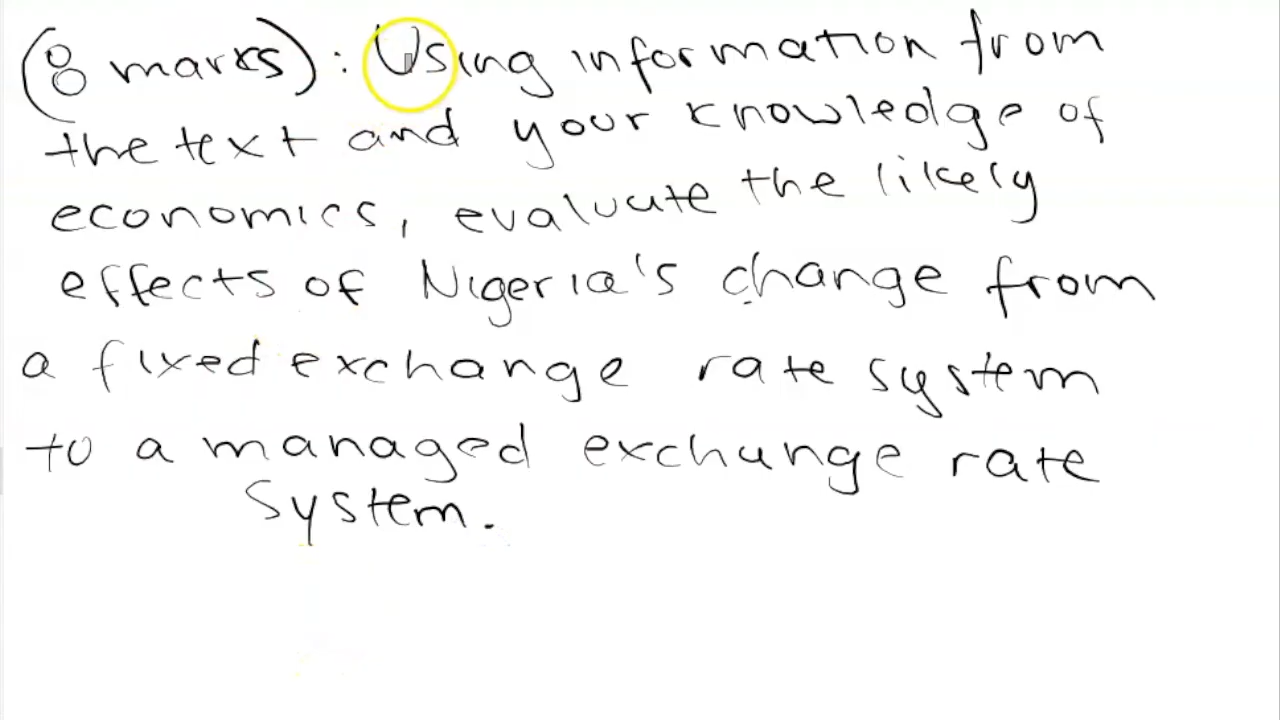 (8 marks): Using information from
the text and your knowledge of
economics, evaluate the likely
effects of Nigeria's change from
a fixed exchange rate system
to a managed exchange rate
system.